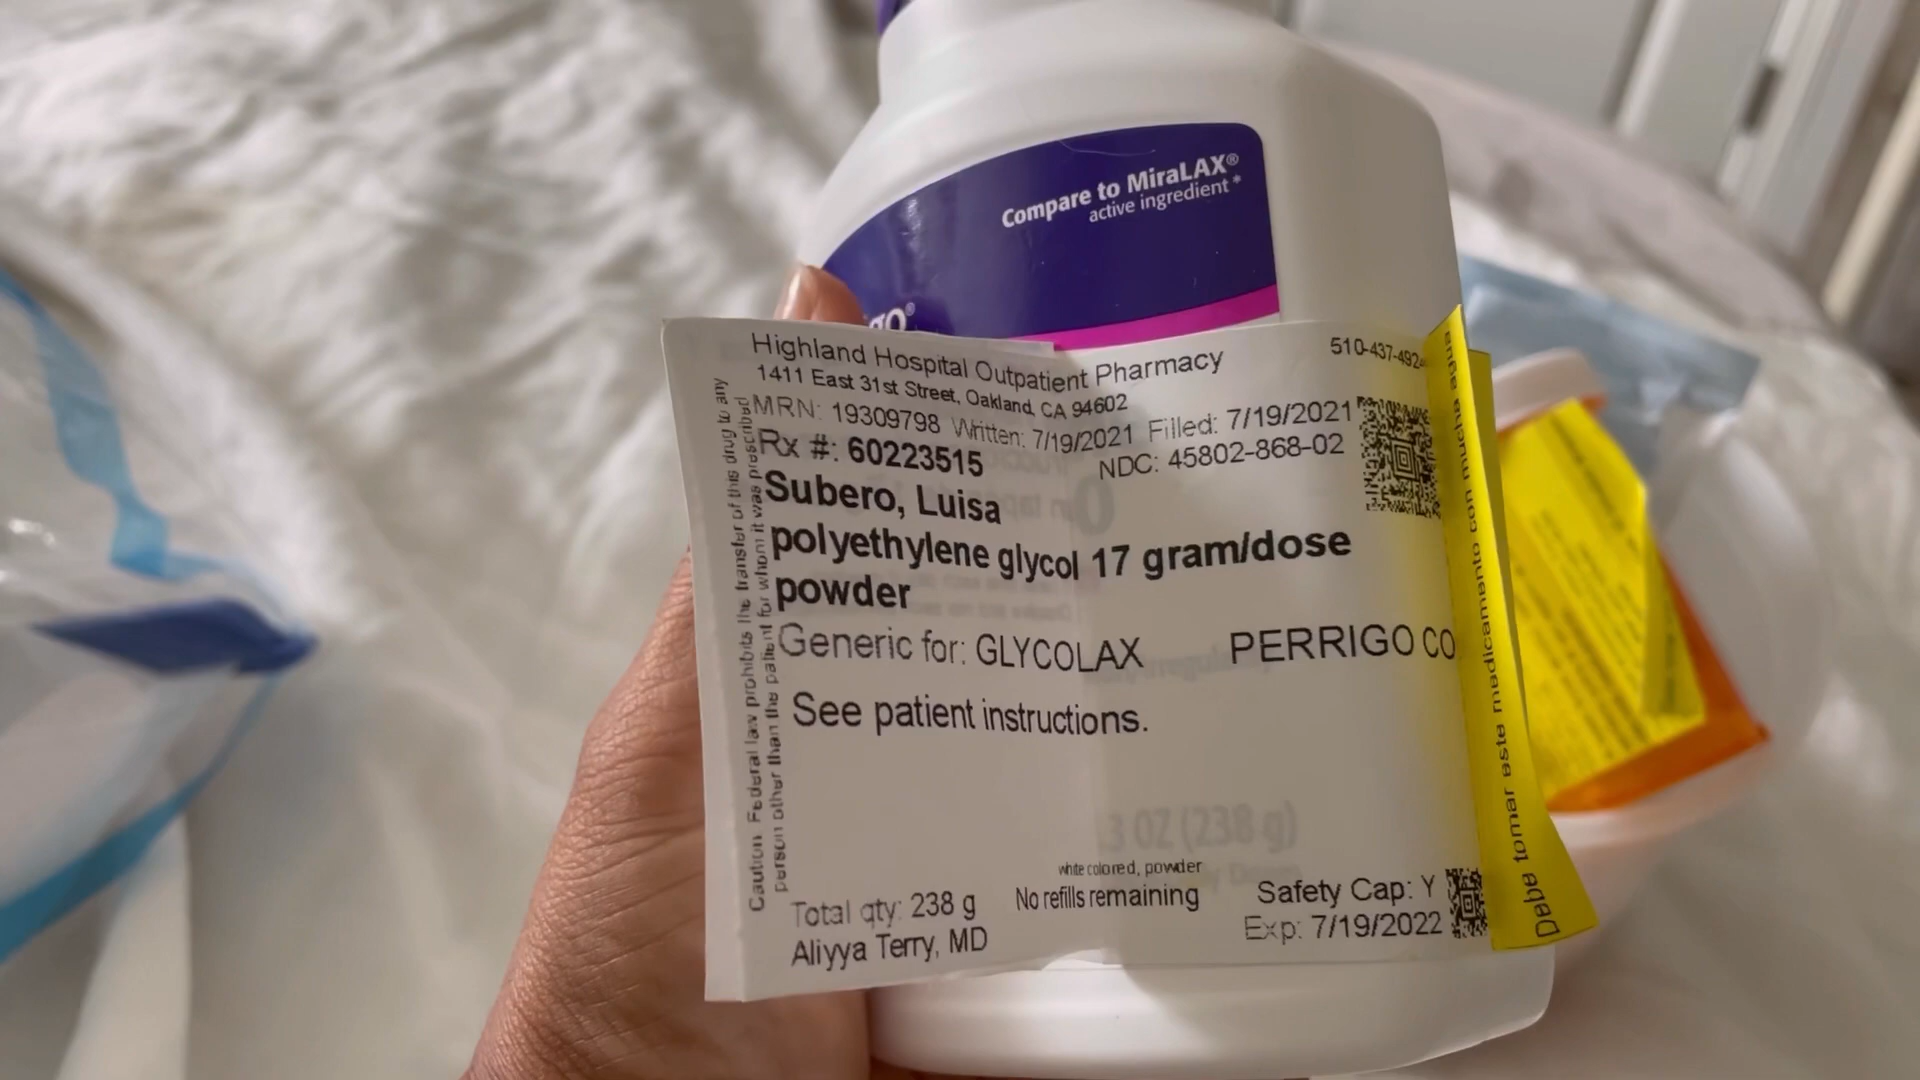 Compare to MiraLAX®
active ingredient*
Highland Hospital Outpatient Pharmacy
1411 East 31st Street, Oakland, CA 94602
MRN: 19309798 Written: 7/19/2021 Filled: 7/19/2021
Rx #: 60223515
NDC: 45802-868-02
Subero, Luisa
polyethylene glycol 17 gram/dose
powder
Generic for: GLYCOLAX PERRIGO CO
See patient instructions.
3 OZ (238 g)
white colored, powder
Total qty: 238 g No refills remaining Safety Cap: Y
Aliyya Terry, MD Exp: 7/19/2022
Caution: Federal law prohibits the transfer of this drug to any
person other than the patient for whom it was prescribed
Debe tomar este medicamento con mucha agua